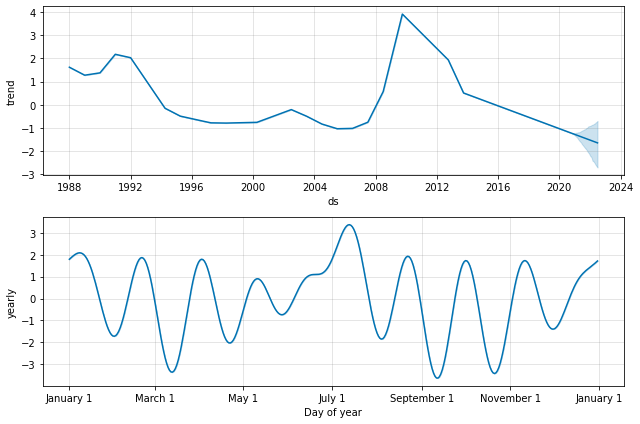 4
3
2
1
0
−1
−2
−3
trend
1988 1992 1996 2000 2004 2008 2012 2016 2020 2024
ds
3
2
1
0
−1
−2
−3
yearly
January 1 March 1 May 1 July 1 September 1 November 1 January 1
Day of year